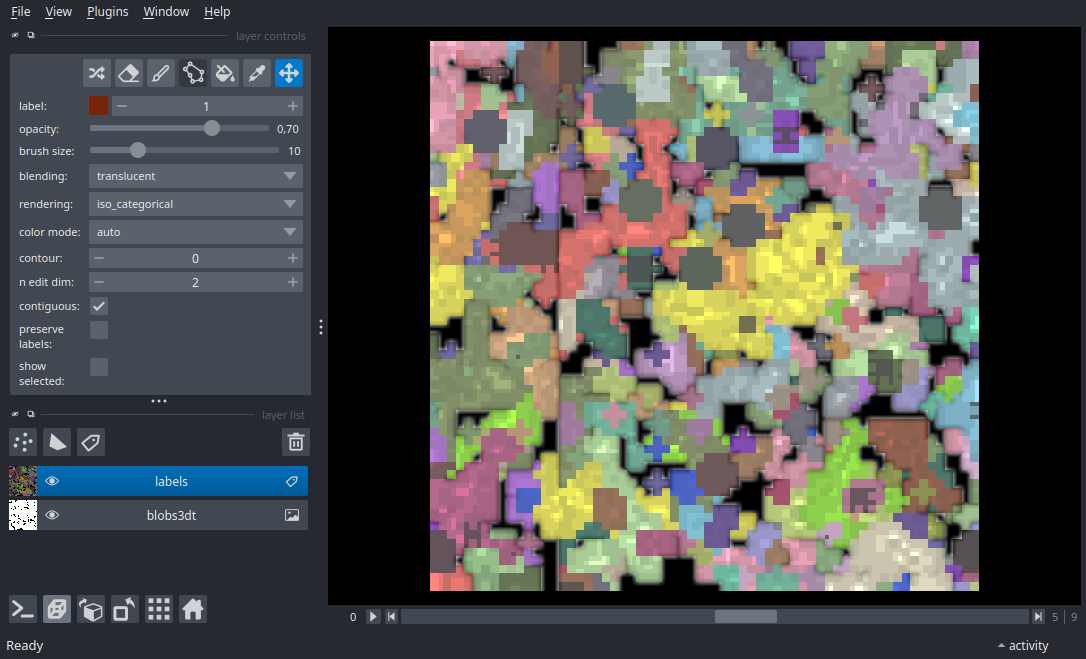 File View Plugins Window Help
layer controls
label: 1
opacity: 0,70
brush size: 10
blending: translucent
rendering: iso_categorical
color mode: auto
contour: 0
n edit dim: 2
contiguous:
preserve
labels:
show
selected:
layer list
labels
blobs3dt
0 5 | 9
Ready activity